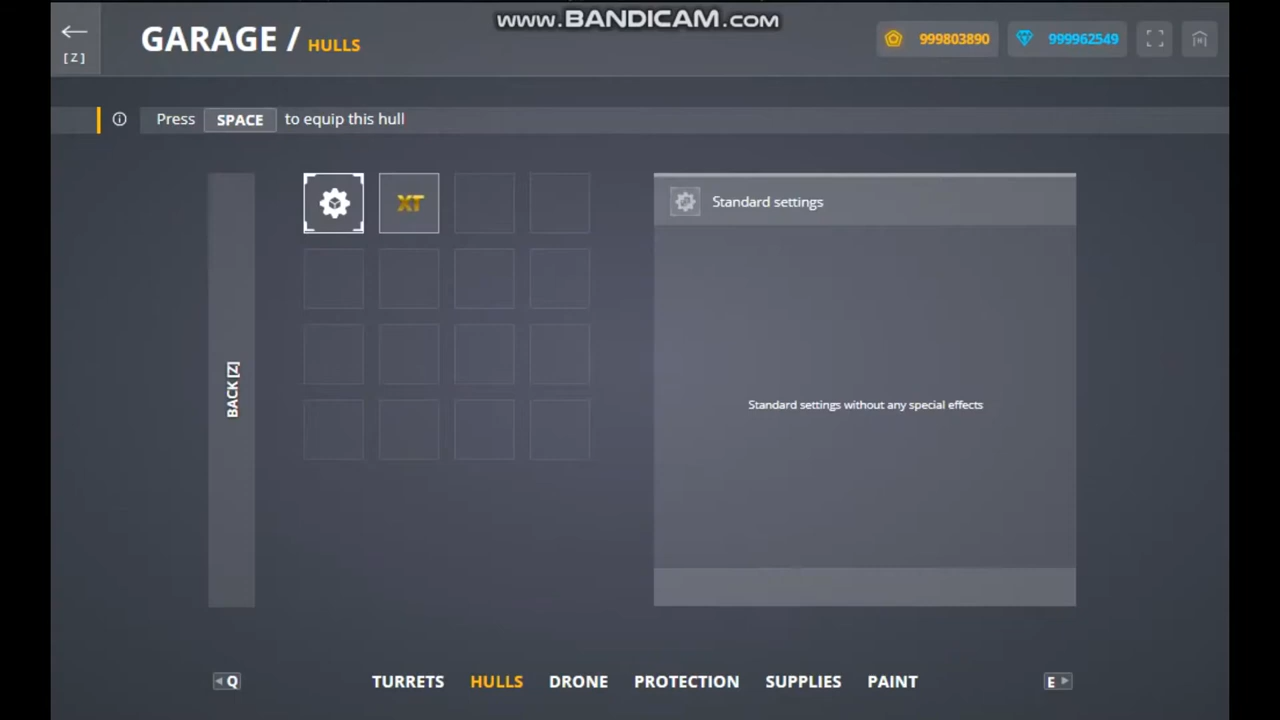 www.BANDICAM.com
[Z]
GARAGE / HULLS
999803890
999962549
Press SPACE to equip this hull
XT
Standard settings
BACK [Z]
Standard settings without any special effects
Q
TURRETS HULLS DRONE PROTECTION SUPPLIES PAINT
E